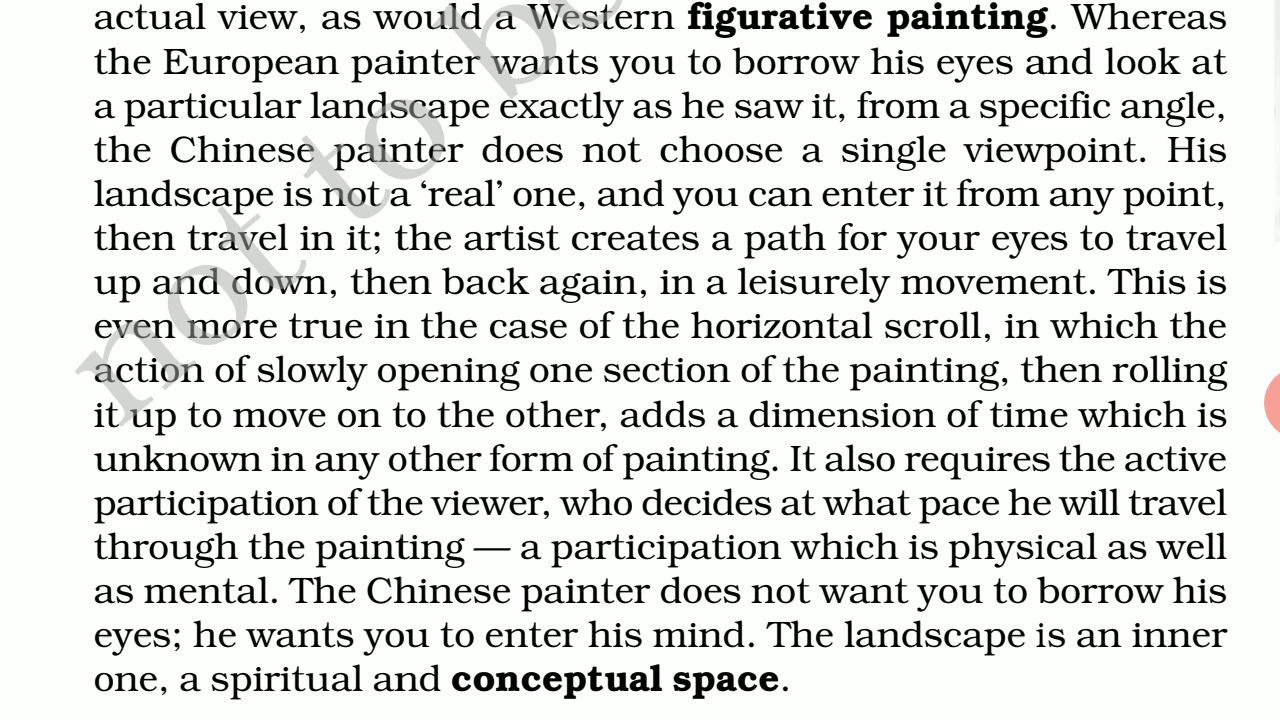 actual view, as would a Western figurative painting. Whereas
the European painter wants you to borrow his eyes and look at
a particular landscape exactly as he saw it, from a specific angle,
the Chinese painter does not choose a single viewpoint. His
landscape is not a ‘real’ one, and you can enter it from any point,
then travel in it; the artist creates a path for your eyes to travel
up and down, then back again, in a leisurely movement. This is
even more true in the case of the horizontal scroll, in which the
action of slowly opening one section of the painting, then rolling
it up to move on to the other, adds a dimension of time which is
unknown in any other form of painting. It also requires the active
participation of the viewer, who decides at what pace he will travel
through the painting — a participation which is physical as well
as mental. The Chinese painter does not want you to borrow his
eyes; he wants you to enter his mind. The landscape is an inner
one, a spiritual and conceptual space.
not to b